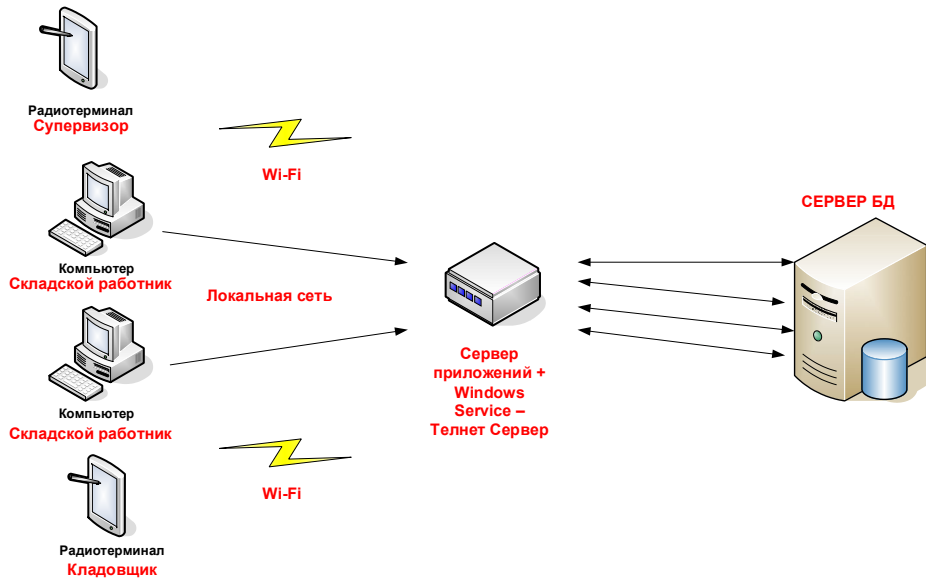 Радиотерминал
Супервизор
Wi-Fi
Компьютер
Складской работник
Локальная сеть
СЕРВЕР БД
Сервер
приложений +
Windows
Service –
Телнет Сервер
Компьютер
Складской работник
Wi-Fi
Радиотерминал
Кладовщик